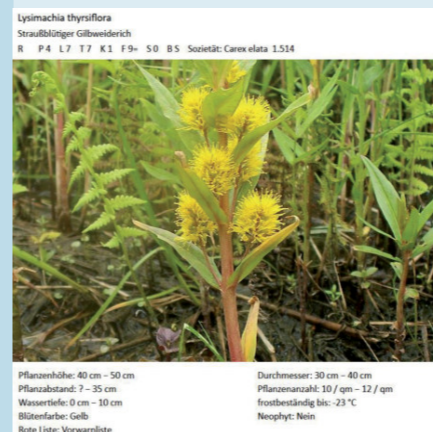 Lysimachia thyrsiflora
Straußblütiger Gilbweiderich
R P4 L7 T7 K1 F9= S0 BS Sozietät: Carex elata 1.514
Pflanzenhöhe: 40 cm – 50 cm
Pflanzabstand: ? – 35 cm
Wassertiefe: 0 cm – 10 cm
Blütenfarbe: Gelb
Rote Liste: Vorwarnliste
Durchmesser: 30 cm – 40 cm
Pflanzenanzahl: 10 / qm – 12 / qm
frostbeständig bis: -23 °C
Neophyt: Nein